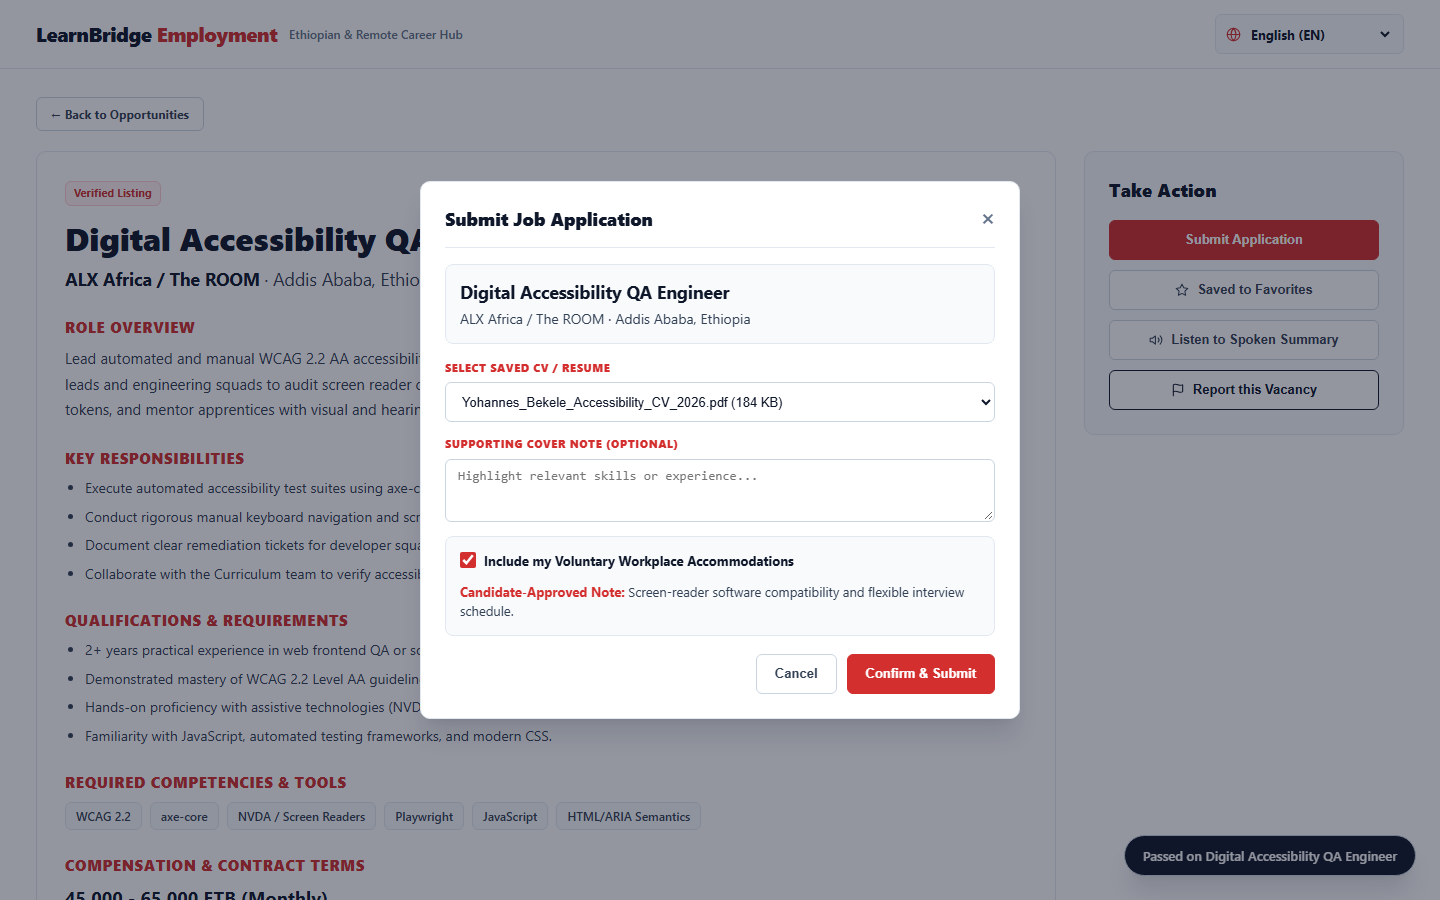 LearnBridge Employment Ethiopian & Remote Career Hub
English (EN)
← Back to Opportunities
Verified Listing
Digital Accessibility QA
ALX Africa / The ROOM · Addis Ababa, Ethio
ROLE OVERVIEW
Lead automated and manual WCAG 2.2 AA
leads and engineering squads to audit screen reader
tokens, and mentor apprentices with visual and
KEY RESPONSIBILITIES
Execute automated accessibility test suites using axe-c
Conduct rigorous manual keyboard navigation and scr
Document clear remediation tickets for developer squa
Collaborate with the Curriculum team to verify
QUALIFICATIONS & REQUIREMENTS
2+ years practical experience in web frontend QA or
Demonstrated mastery of WCAG 2.2 Level AA
Hands-on proficiency with assistive technologies (NVD
Familiarity with JavaScript, automated testing frameworks, and modern CSS.
REQUIRED COMPETENCIES & TOOLS
WCAG 2.2 axe-core NVDA / Screen Readers Playwright JavaScript HTML/ARIA Semantics
COMPENSATION & CONTRACT TERMS
45,000 - 65,000 ETB (Monthly)
Submit Job Application
×
Digital Accessibility QA Engineer
ALX Africa / The ROOM · Addis Ababa, Ethiopia
SELECT SAVED CV / RESUME
Yohannes_Bekele_Accessibility_CV_2026.pdf (184 KB)
SUPPORTING COVER NOTE (OPTIONAL)
Highlight relevant skills or experience...
Include my Voluntary Workplace Accommodations
Candidate-Approved Note: Screen-reader software compatibility and flexible interview
schedule.
Cancel Confirm & Submit
Take Action
Submit Application
Saved to Favorites
Listen to Spoken Summary
Report this Vacancy
Passed on Digital Accessibility QA Engineer